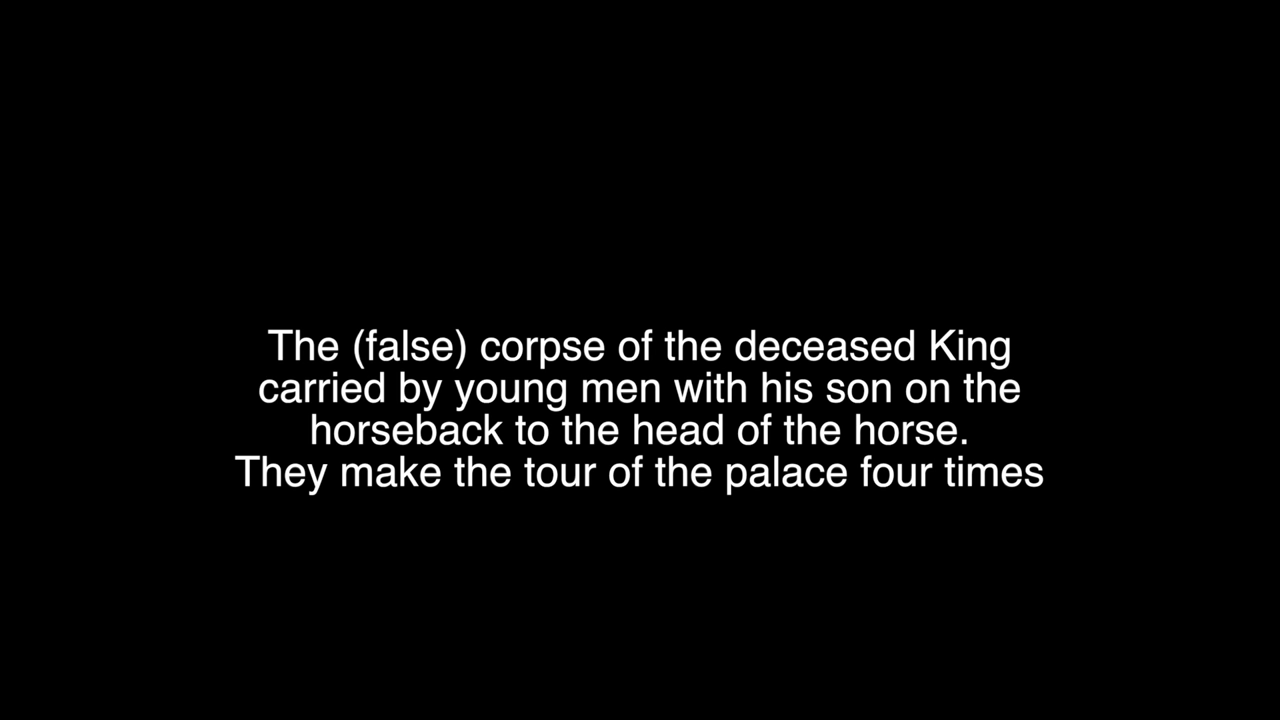 The (false) corpse of the deceased King
carried by young men with his son on the
horseback to the head of the horse.
They make the tour of the palace four times